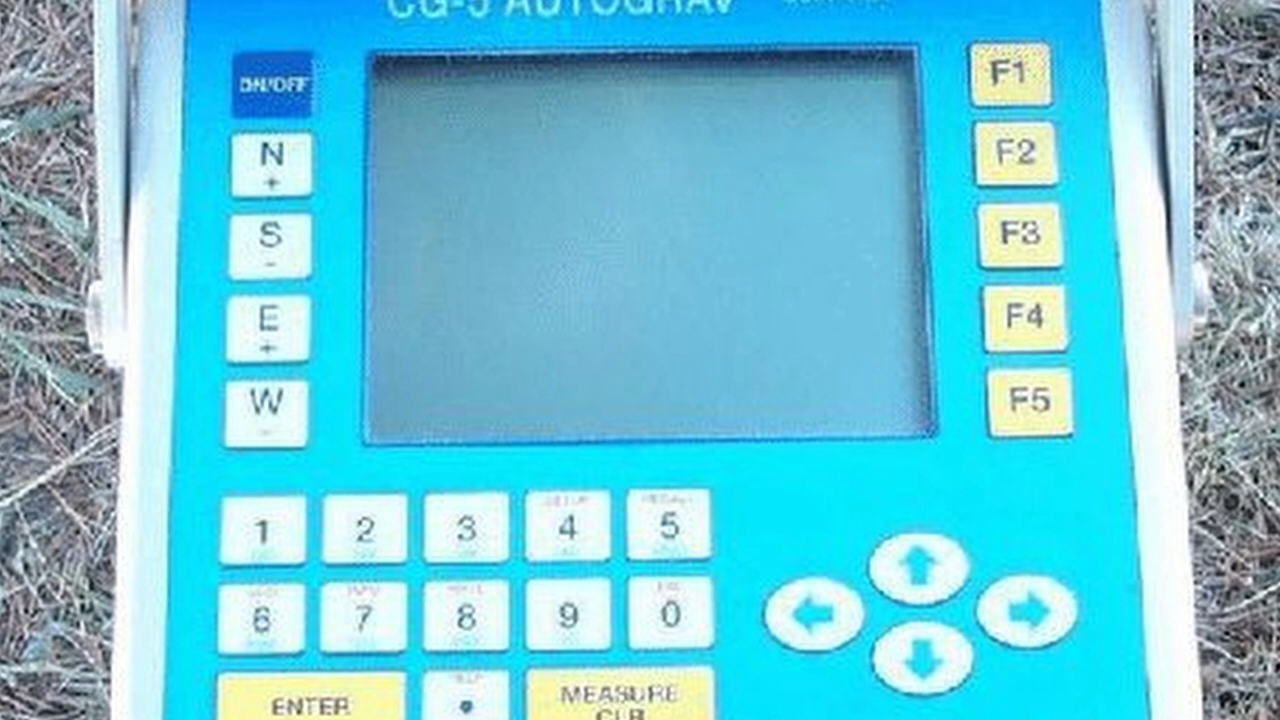 CG-5 AUTOGRAV
ON/OFF
F1
N
+
F2
S
-
F3
E
+
F4
W
-
F5
1 2 3 4 5
SETUP
6 7 8 9 0
ENTER
.
MEASURE
CLR